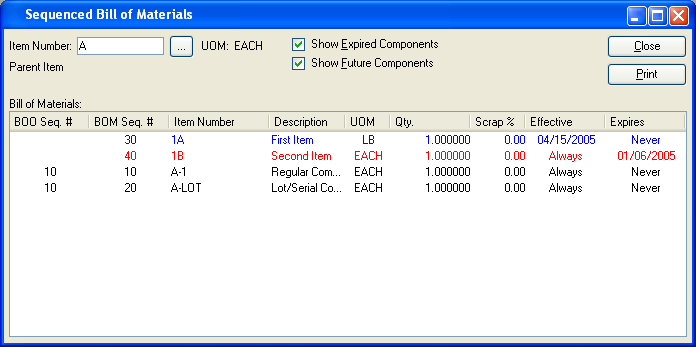 Sequenced Bill of Materials
Item Number: A ... UOM: EACH Show Expired Components Close
Parent Item Show Future Components Print
Bill of Materials:
BOO Seq. # BOM Seq. # Item Number Description UOM Qty. Scrap % Effective Expires
30 1A First Item LB 1.000000 0.00 04/15/2005 Never
40 1B Second Item EACH 1.000000 0.00 Always 01/06/2005
10 10 A-1 Regular Com... EACH 1.000000 0.00 Always Never
10 20 A-LOT Lot/Serial Co... EACH 1.000000 0.00 Always Never